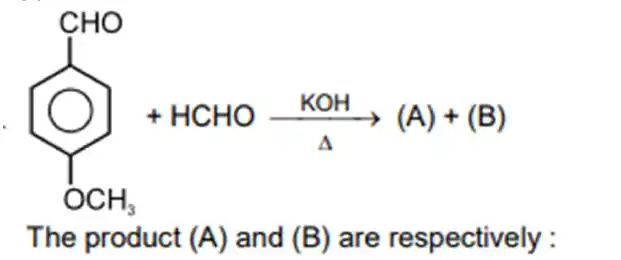 CHO
+ HCHO KOH Δ (A) + (B)
OCH₃
The product (A) and (B) are respectively :